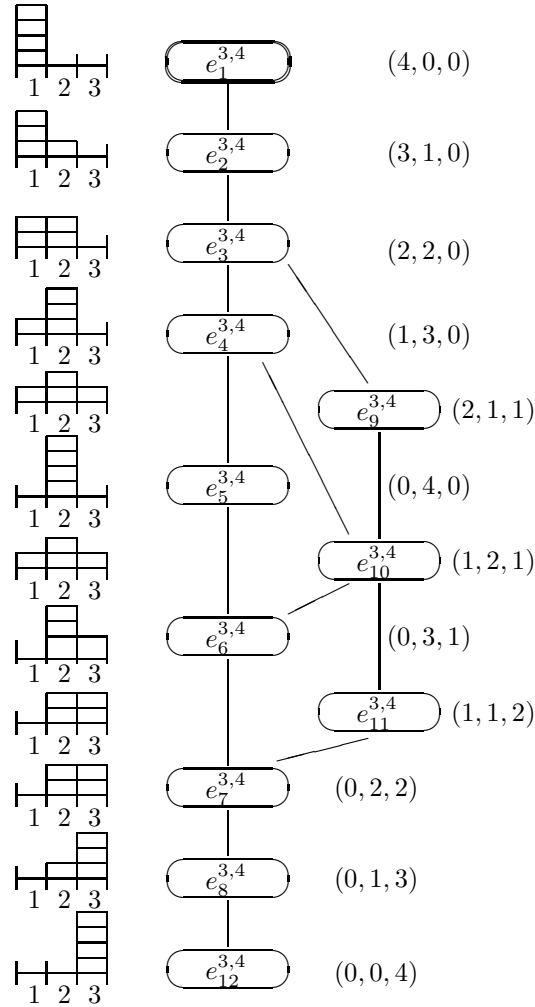 1 2 3 e_1^{3,4} (4, 0, 0)
1 2 3 e_2^{3,4} (3, 1, 0)
1 2 3 e_3^{3,4} (2, 2, 0)
1 2 3 e_4^{3,4} (1, 3, 0)
1 2 3 e_9^{3,4} (2, 1, 1)
1 2 3 e_5^{3,4} (0, 4, 0)
1 2 3 e_{10}^{3,4} (1, 2, 1)
1 2 3 e_6^{3,4} (0, 3, 1)
1 2 3 e_{11}^{3,4} (1, 1, 2)
1 2 3 e_7^{3,4} (0, 2, 2)
1 2 3 e_8^{3,4} (0, 1, 3)
1 2 3 e_{12}^{3,4} (0, 0, 4)